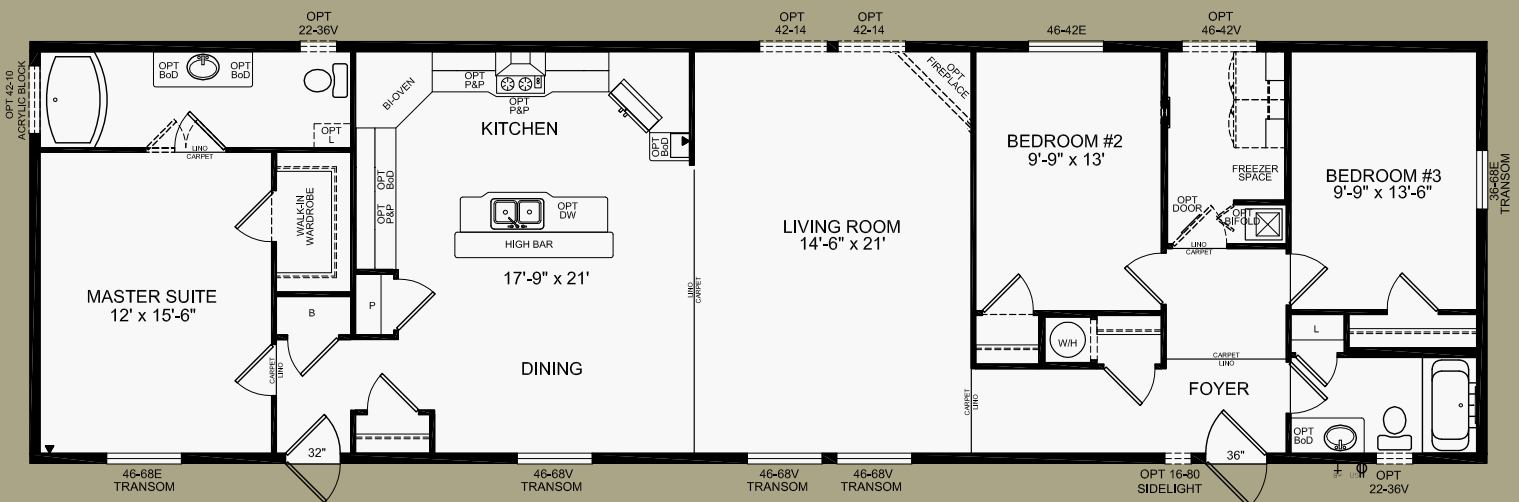 OPT
22-36V
OPT
42-14
OPT
42-14
46-42E
OPT
46-42V
OPT 42-10
ACRYLIC BLOCK
OPT
BoD
OPT
BoD
OPT
L
LINO
CARPET
BI-OVEN
OPT
P&P
OPT
P&P
KITCHEN
OPT
BoD
OPT
FIREPLACE
OPT
BoD
OPT
P&P
WALK-IN
WARDROBE
OPT
DW
HIGH BAR
17'-9" x 21'
MASTER SUITE
12' x 15'-6"
B
P
CARPET
LINO
DINING
32"
LIVING ROOM
14'-6" x 21'
LINO
CARPET
BEDROOM #2
9'-9" x 13'
FREEZER
SPACE
OPT
DOOR
OPT
BIFOLD
LINO
CARPET
BEDROOM #3
9'-9" x 13'-6"
36-68E
TRANSOM
W/H
L
CARPET
LINO
CARPET
LINO
FOYER
36"
OPT
BoD
46-68E
TRANSOM
46-68V
TRANSOM
46-68V
TRANSOM
46-68V
TRANSOM
OPT 16-80
SIDELIGHT
OPT
22-36V